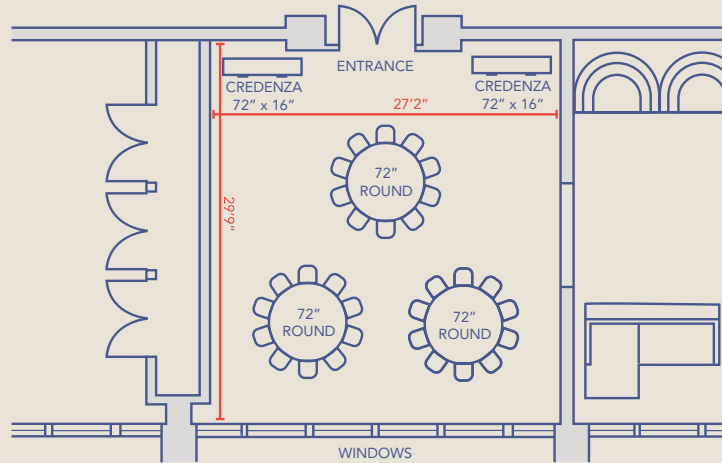 ENTRANCE
CREDENZA
72” x 16”
CREDENZA
72” x 16”
27’2”
29’9”
72”
ROUND
72”
ROUND
72”
ROUND
WINDOWS